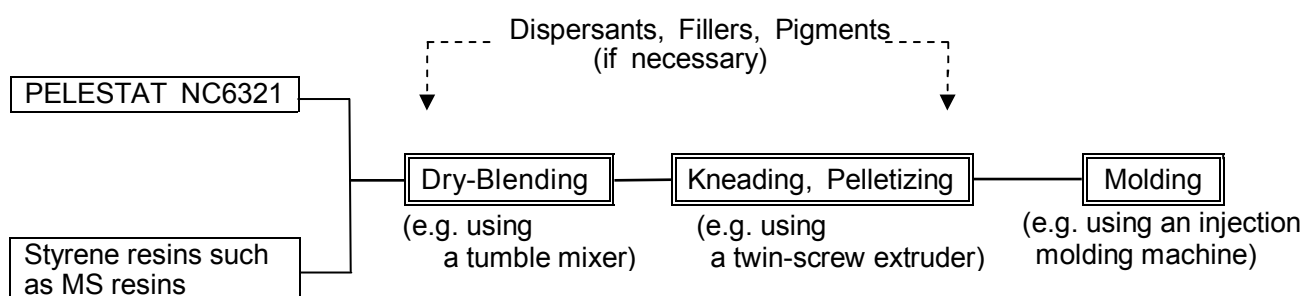 Dispersants, Fillers, Pigments
(if necessary)
PELESTAT NC6321
Dry-Blending
Kneading, Pelletizing
Molding
(e.g. using
a tumble mixer)
(e.g. using
a twin-screw extruder)
(e.g. using an injection
molding machine)
Styrene resins such
as MS resins